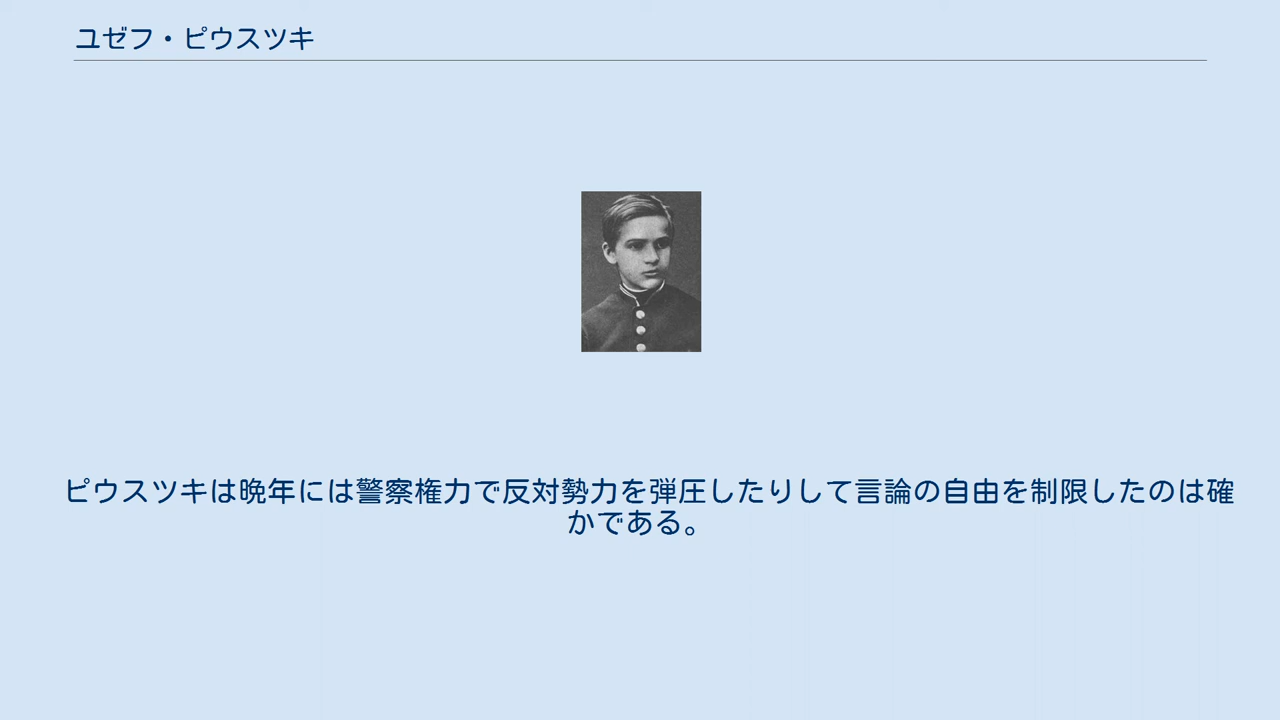 ユゼフ・ピウスツキ
ピウスツキは晩年には警察権力で反対勢力を弾圧したりして言論の自由を制限したのは確
かである。